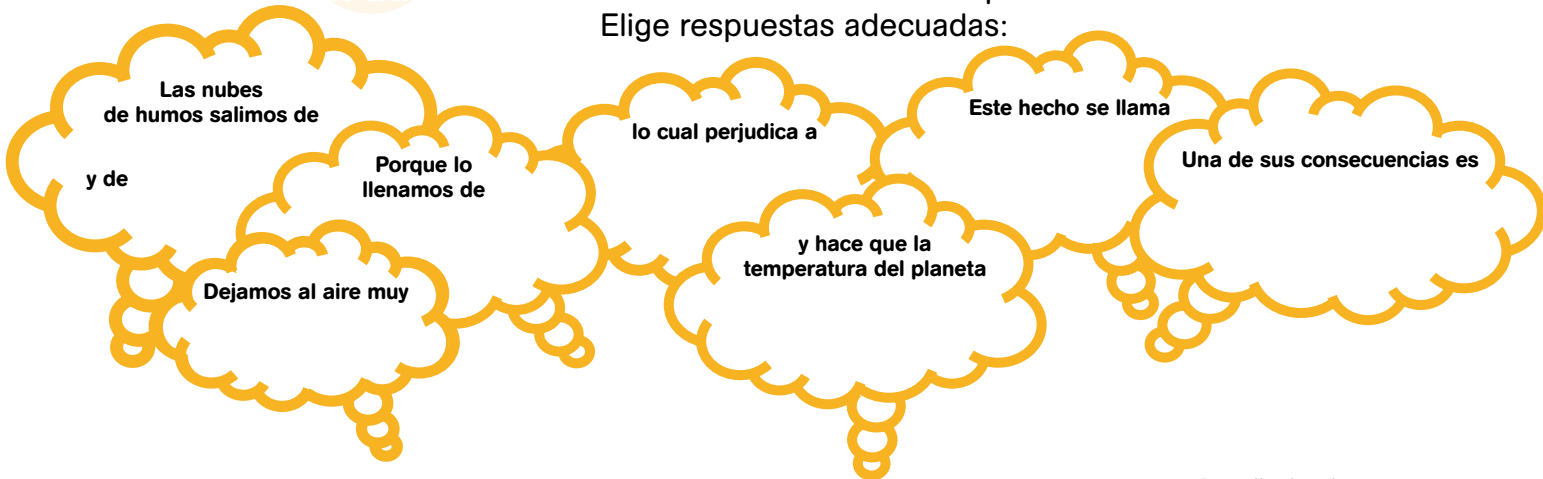 Elige respuestas adecuadas:
Las nubes
de humos salimos de
y de
Dejamos al aire muy
Porque lo
llenamos de
lo cual perjudica a
y hace que la
temperatura del planeta
Este hecho se llama
Una de sus consecuencias es